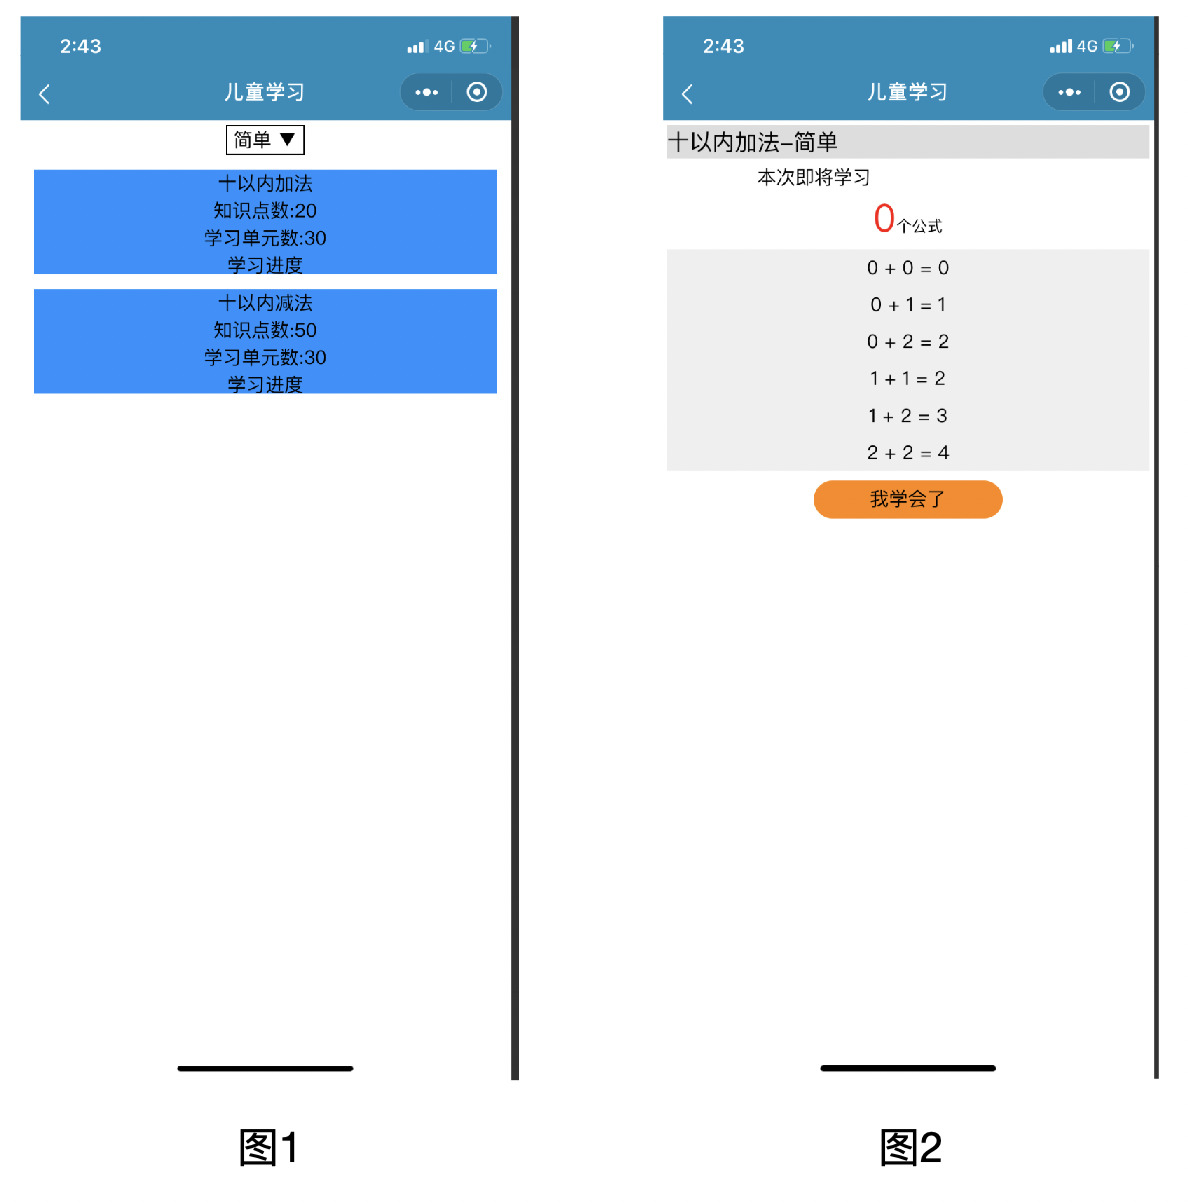 2:43
4G
儿童学习
简单 ▼
十以内加法
知识点数:20
学习单元数:30
学习进度
十以内减法
知识点数:50
学习单元数:30
学习进度
图1
2:43
4G
儿童学习
十以内加法-简单
本次即将学习
0个公式
0 + 0 = 0
0 + 1 = 1
0 + 2 = 2
1 + 1 = 2
1 + 2 = 3
2 + 2 = 4
我学会了
图2